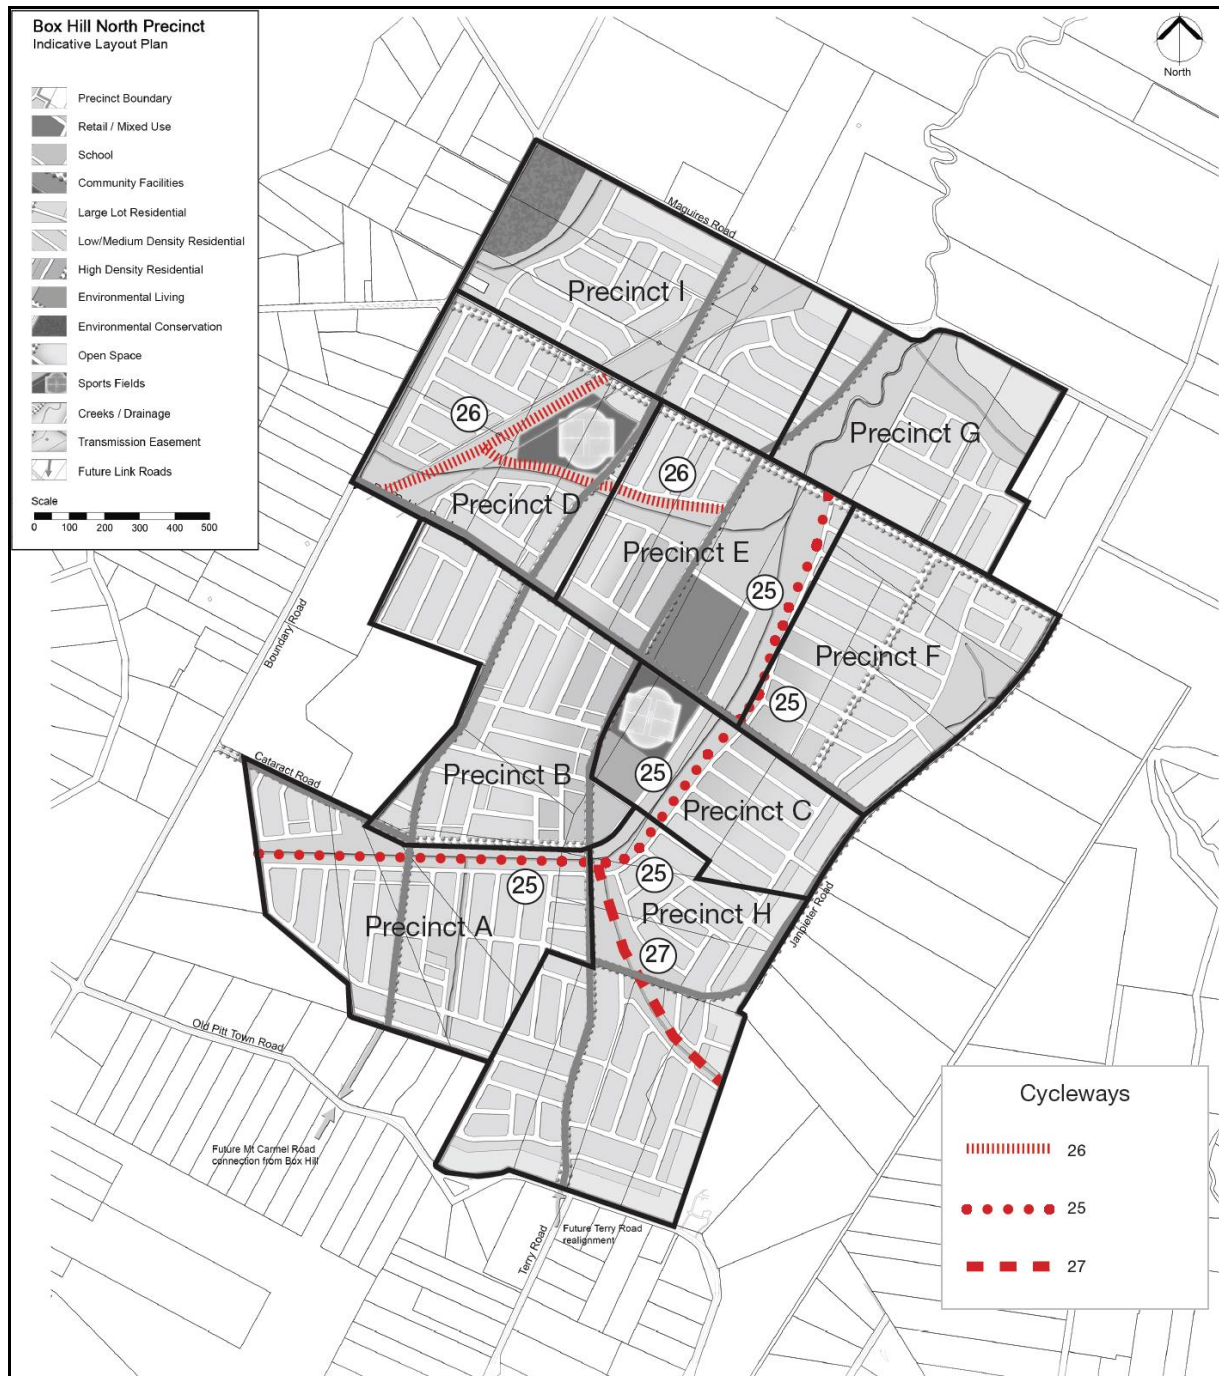 Box Hill North Precinct
Indicative Layout Plan
Precinct Boundary
Retail / Mixed Use
School
Community Facilities
Large Lot Residential
Low/Medium Density Residential
High Density Residential
Environmental Living
Environmental Conservation
Open Space
Sports Fields
Creeks / Drainage
Transmission Easement
Future Link Roads
Scale
0 100 200 300 400 500
North
Maguires Road
Precinct I
Precinct G
26
26
Precinct D
Precinct E
25
Boundary Road
Precinct F
25
Cataract Road
Precinct B
25
Precinct C
25
25
Precinct A
Precinct H
Janpieter Road
27
Old Pitt Town Road
Future Mt Carmel Road
connection from Box Hill
Terry Road
Future Terry Road
realignment
Cycleways
26
25
27